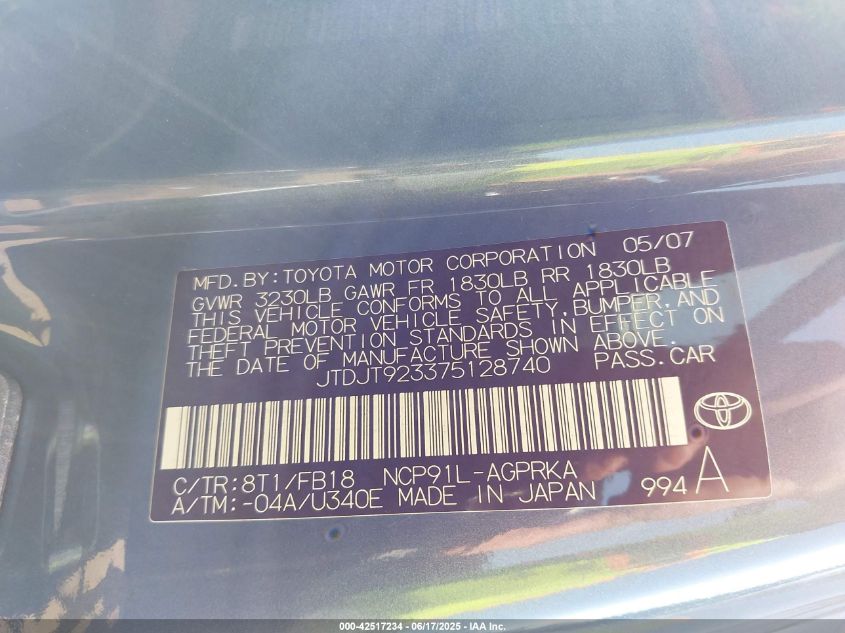 MFD. BY: TOYOTA MOTOR CORPORATION 05/07
GVWR 3230LB GAWR FR 1830LB RR 1830LB
THIS VEHICLE CONFORMS TO ALL APPLICABLE
FEDERAL MOTOR VEHICLE SAFETY, BUMPER, AND
THEFT PREVENTION STANDARDS IN EFFECT ON
THE DATE OF MANUFACTURE SHOWN ABOVE.
JTDJT923375128740 PASS. CAR
C/TR: 8T1/FB18 NCP91L-AGPRKA
A/TM: -04A/U340E MADE IN JAPAN 994 A
000-42517234 - 06/17/2025 - IAA Inc.